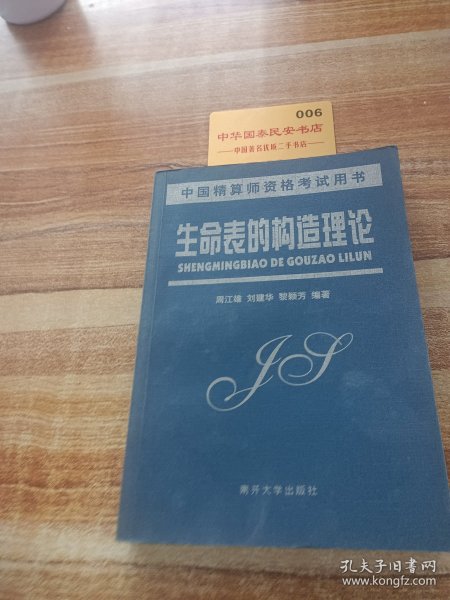 006
中华国泰民安书店
中国著名优质二手书店
中国精算师资格考试用书
生命表的构造理论
SHENGMINGBIAO DE GOUZAO LILUN
周江雄 刘建华 黎颖芳 编著
JS
南开大学出版社
孔夫子旧书网
www.kongfz.com